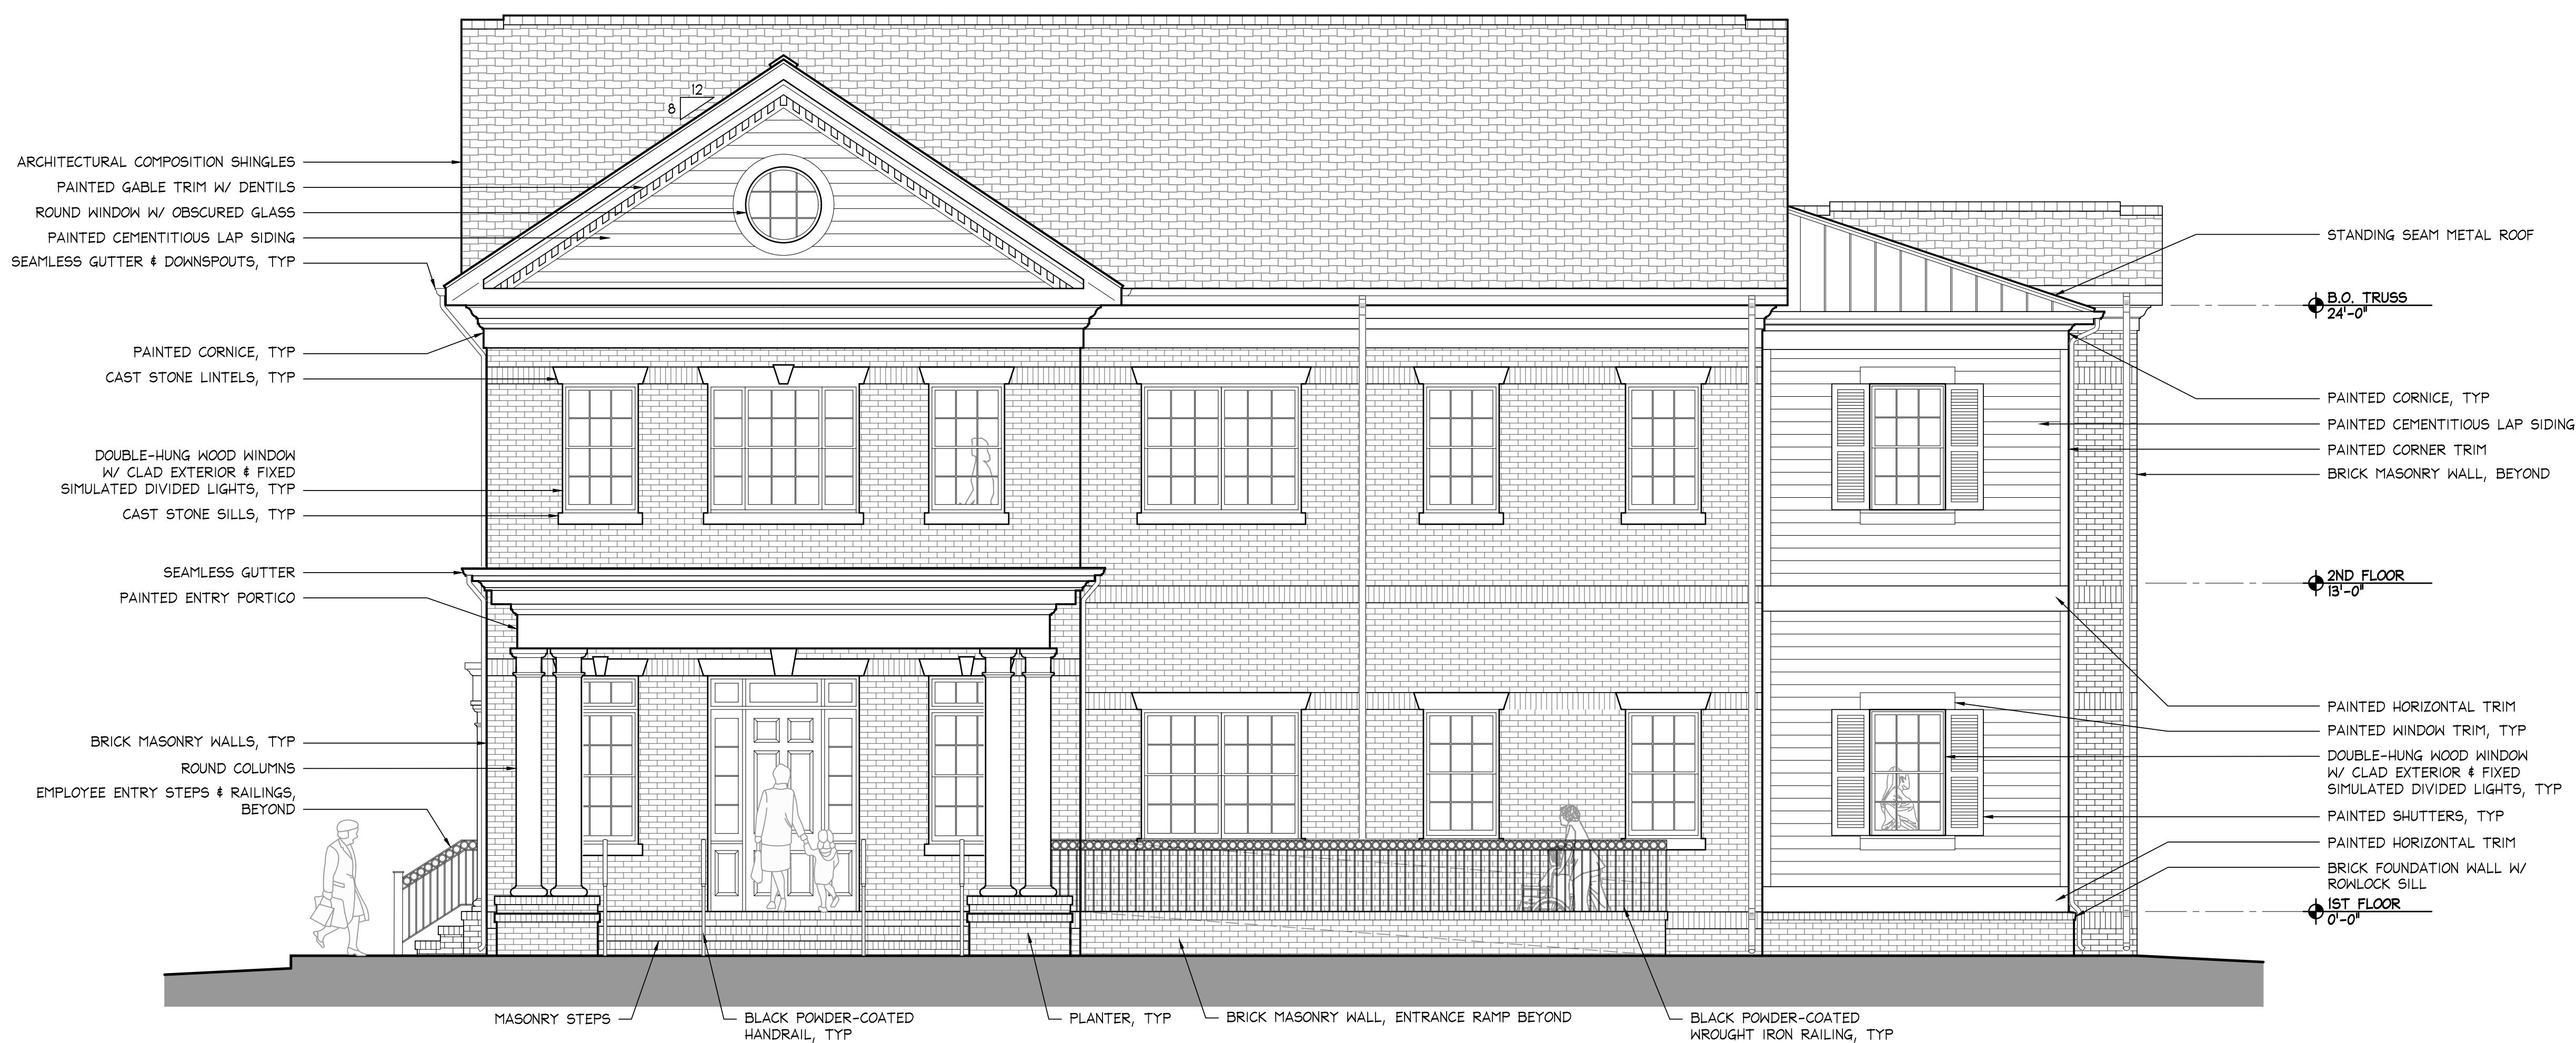 12
8
ARCHITECTURAL COMPOSITION SHINGLES
PAINTED GABLE TRIM W/ DENTILS
ROUND WINDOW W/ OBSCURED GLASS
PAINTED CEMENTITIOUS LAP SIDING
SEAMLESS GUTTER & DOWNSPOUTS, TYP
PAINTED CORNICE, TYP
CAST STONE LINTELS, TYP
DOUBLE-HUNG WOOD WINDOW
W/ CLAD EXTERIOR & FIXED
SIMULATED DIVIDED LIGHTS, TYP
CAST STONE SILLS, TYP
SEAMLESS GUTTER
PAINTED ENTRY PORTICO
BRICK MASONRY WALLS, TYP
ROUND COLUMNS
EMPLOYEE ENTRY STEPS & RAILINGS,
BEYOND
MASONRY STEPS
BLACK POWDER-COATED
HANDRAIL, TYP
PLANTER, TYP
BRICK MASONRY WALL, ENTRANCE RAMP BEYOND
BLACK POWDER-COATED
WROUGHT IRON RAILING, TYP
STANDING SEAM METAL ROOF
B.O. TRUSS
24'-0"
PAINTED CORNICE, TYP
PAINTED CEMENTITIOUS LAP SIDING
PAINTED CORNER TRIM
BRICK MASONRY WALL, BEYOND
2ND FLOOR
13'-0"
PAINTED HORIZONTAL TRIM
PAINTED WINDOW TRIM, TYP
DOUBLE-HUNG WOOD WINDOW
W/ CLAD EXTERIOR & FIXED
SIMULATED DIVIDED LIGHTS, TYP
PAINTED SHUTTERS, TYP
PAINTED HORIZONTAL TRIM
BRICK FOUNDATION WALL W/
ROWLOCK SILL
1ST FLOOR
0'-0"